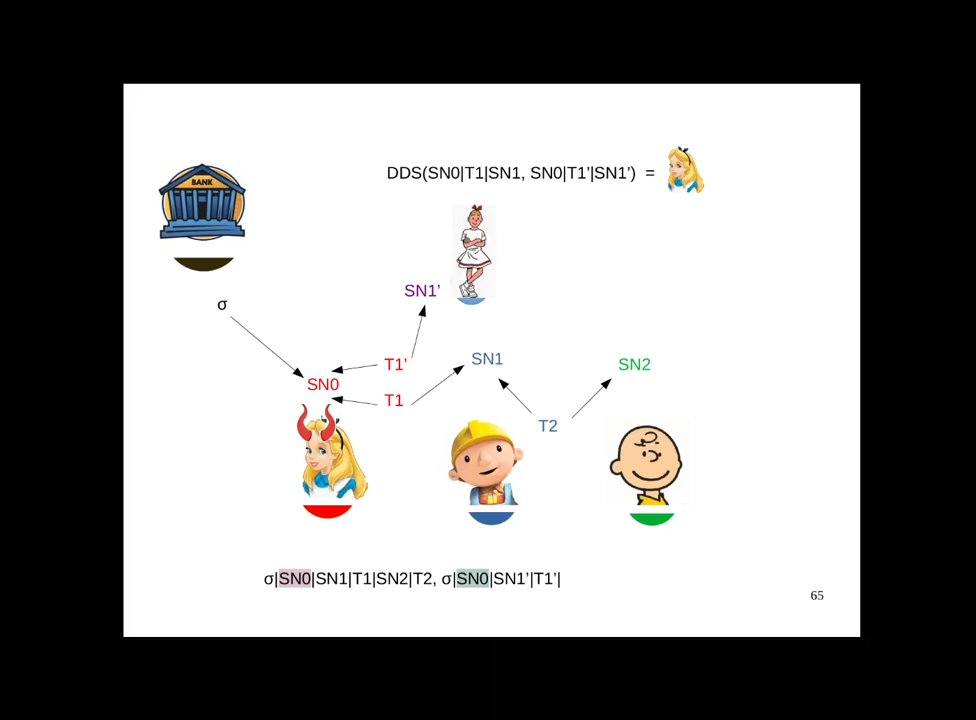 DDS(SN0|T1|SN1, SN0|T1’|SN1’) =
BANK
SN1’
σ
T1’
SN1
SN2
SN0
T1
T2
σ|SN0|SN1|T1|SN2|T2, σ|SN0|SN1’|T1’|
65